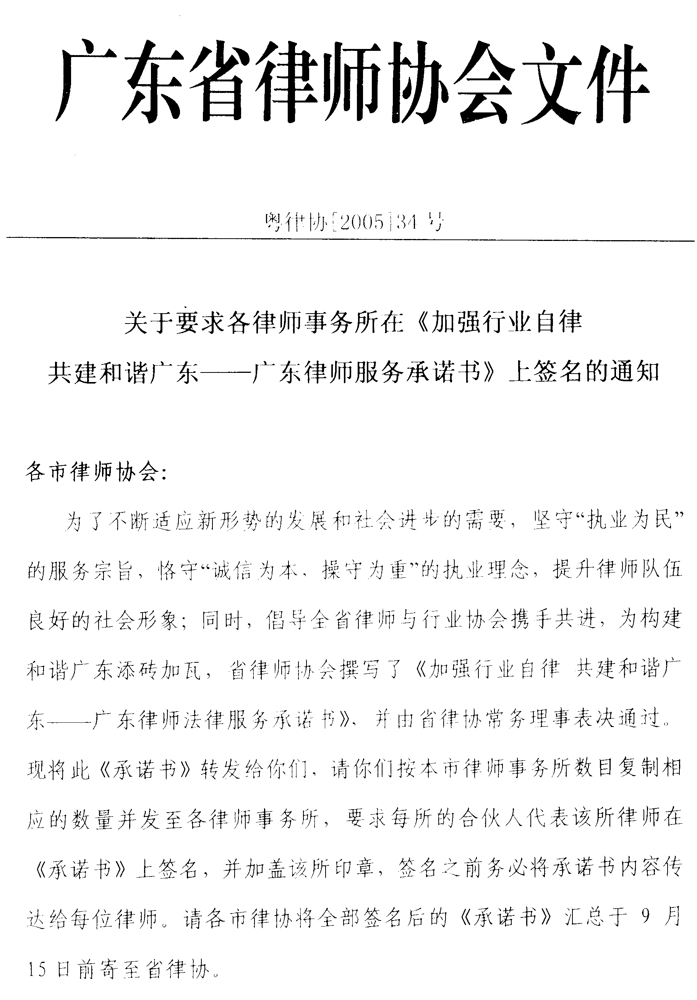 广东省律师协会文件
粤律协[2005]34 号
关于要求各律师事务所在《加强行业自律
共建和谐广东——广东律师服务承诺书》上签名的通知
各市律师协会:
为了不断适应新形势的发展和社会进步的需要，坚守“执业为民”
的服务宗旨，恪守“诚信为本、操守为重”的执业理念，提升律师队伍
良好的社会形象；同时，倡导全省律师与行业协会携手共进，为构建
和谐广东添砖加瓦，省律师协会撰写了《加强行业自律 共建和谐广
东——广东律师法律服务承诺书》，并由省律协常务理事表决通过。
现将此《承诺书》转发给你们，请你们按本市律师事务所数目复制相
应的数量并发至各律师事务所，要求每所的合伙人代表该所律师在
《承诺书》上签名，并加盖该所印章，签名之前务必将承诺书内容传
达给每位律师。请各市律协将全部签名后的《承诺书》汇总于 9 月
15 日前寄至省律协。